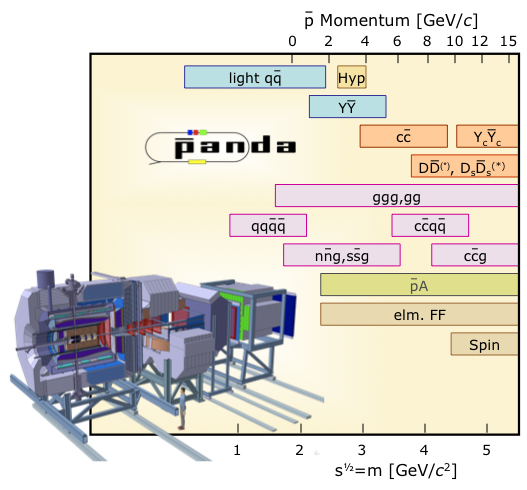 p̄ Momentum [GeV/c]
0 2 4 6 8 10 12 15
light qq̄ Hyp
YȲ
cc̄ Y_cȲ_c
DD̄⁽*⁾, D_sD̄_s⁽*⁾
ggg,gg
qqq̄q̄ cc̄qq̄
nn̄g,ss̄g cc̄g
p̄A
elm. FF
Spin
p̄anda
1 2 3 4 5
s^½=m [GeV/c²]